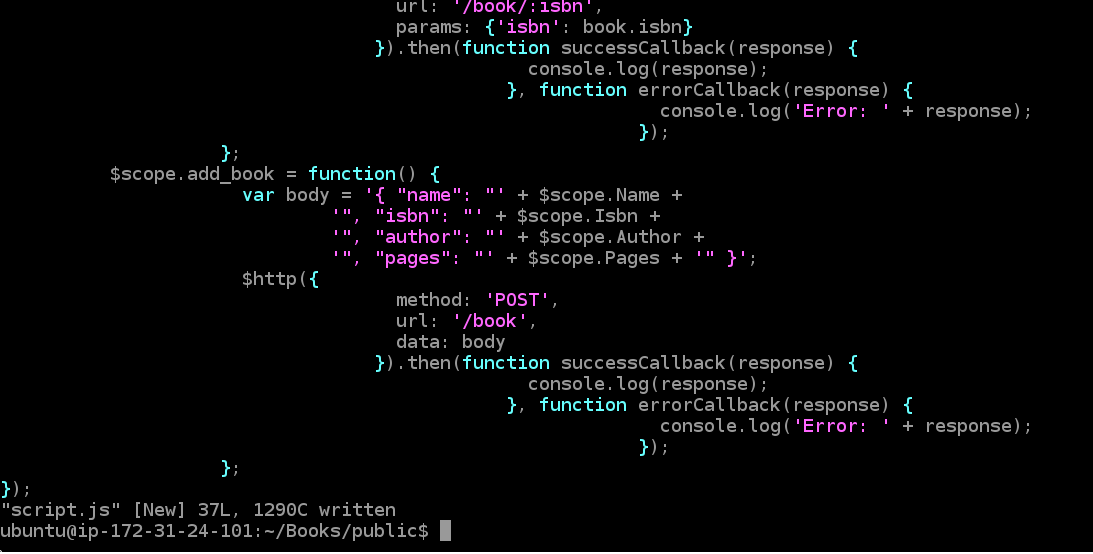 url: '/book/:isbn',
params: {'isbn': book.isbn}
}).then(function successCallback(response) {
console.log(response);
}, function errorCallback(response) {
console.log('Error: ' + response);
});
};
$scope.add_book = function() {
var body = '{ "name": "' + $scope.Name +
'", "isbn": "' + $scope.Isbn +
'", "author": "' + $scope.Author +
'", "pages": "' + $scope.Pages + '" }';
$http({
method: 'POST',
url: '/book',
data: body
}).then(function successCallback(response) {
console.log(response);
}, function errorCallback(response) {
console.log('Error: ' + response);
});
};
});
"script.js" [New] 37L, 1290C written
ubuntu@ip-172-31-24-101:~/Books/public$